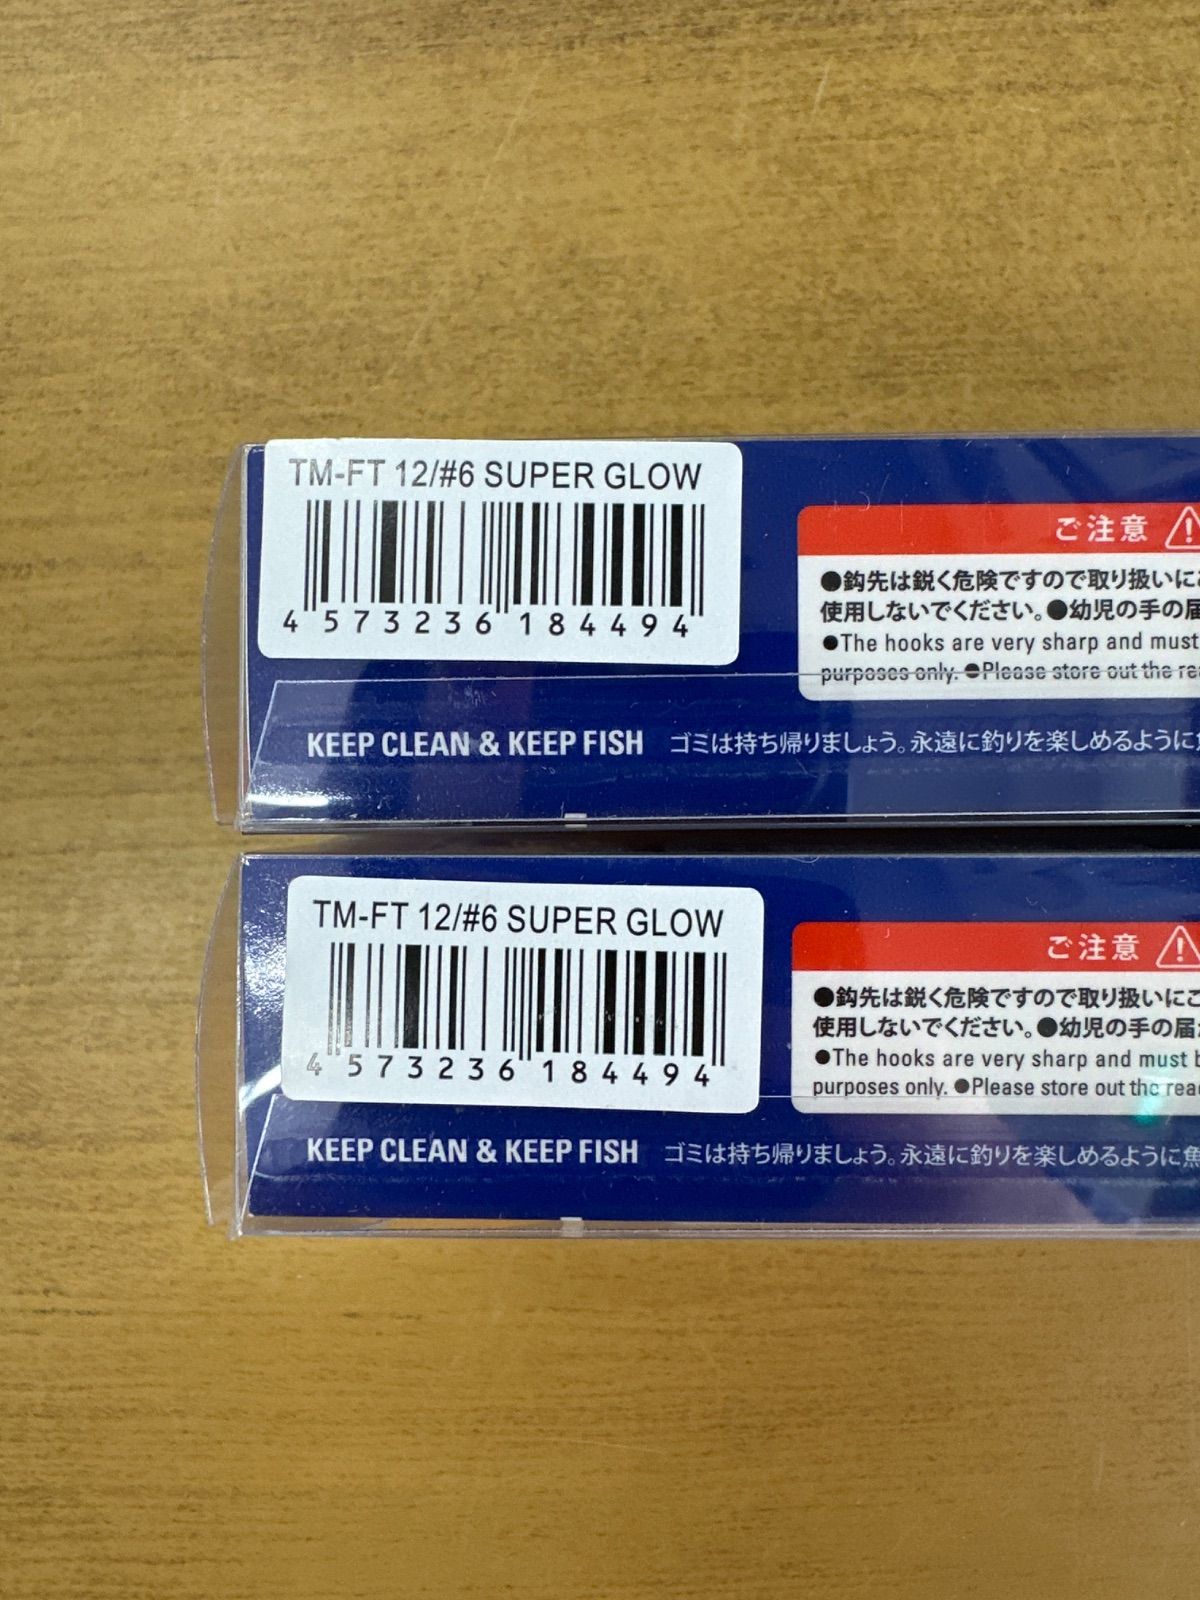 TM-FT 12/#6 SUPER GLOW
4 573236 184494
ご注意
●鈎先は鋭く危険ですので取り扱いに
使用しないでください。●幼児の手の届
●The hooks are very sharp and must
purposes only. ●Please store out the rea
KEEP CLEAN & KEEP FISH ゴミは持ち帰りましょう。永遠に釣りを楽しめるように
TM-FT 12/#6 SUPER GLOW
4 573236 184494
ご注意
●鈎先は鋭く危険ですので取り扱いにご
使用しないでください。●幼児の手の届
●The hooks are very sharp and must b
purposes only. ●Please store out the rea
KEEP CLEAN & KEEP FISH ゴミは持ち帰りましょう。永遠に釣りを楽しめるように魚